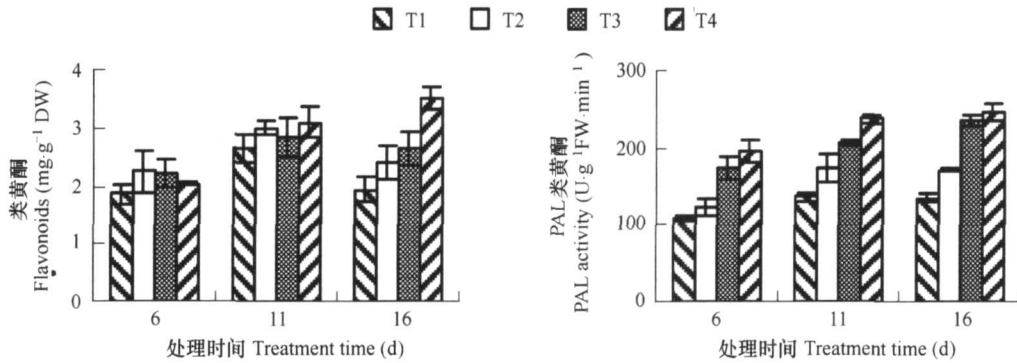 T1 T2 T3 T4
类黄酮
Flavonoids (mg·g⁻¹ DW)
4
3
2
1
0
6 11 16
处理时间 Treatment time (d)
PAL类黄酮
PAL activity (U·g ¹FW·min ¹)
300
200
100
0
6 11 16
处理时间 Treatment time (d)